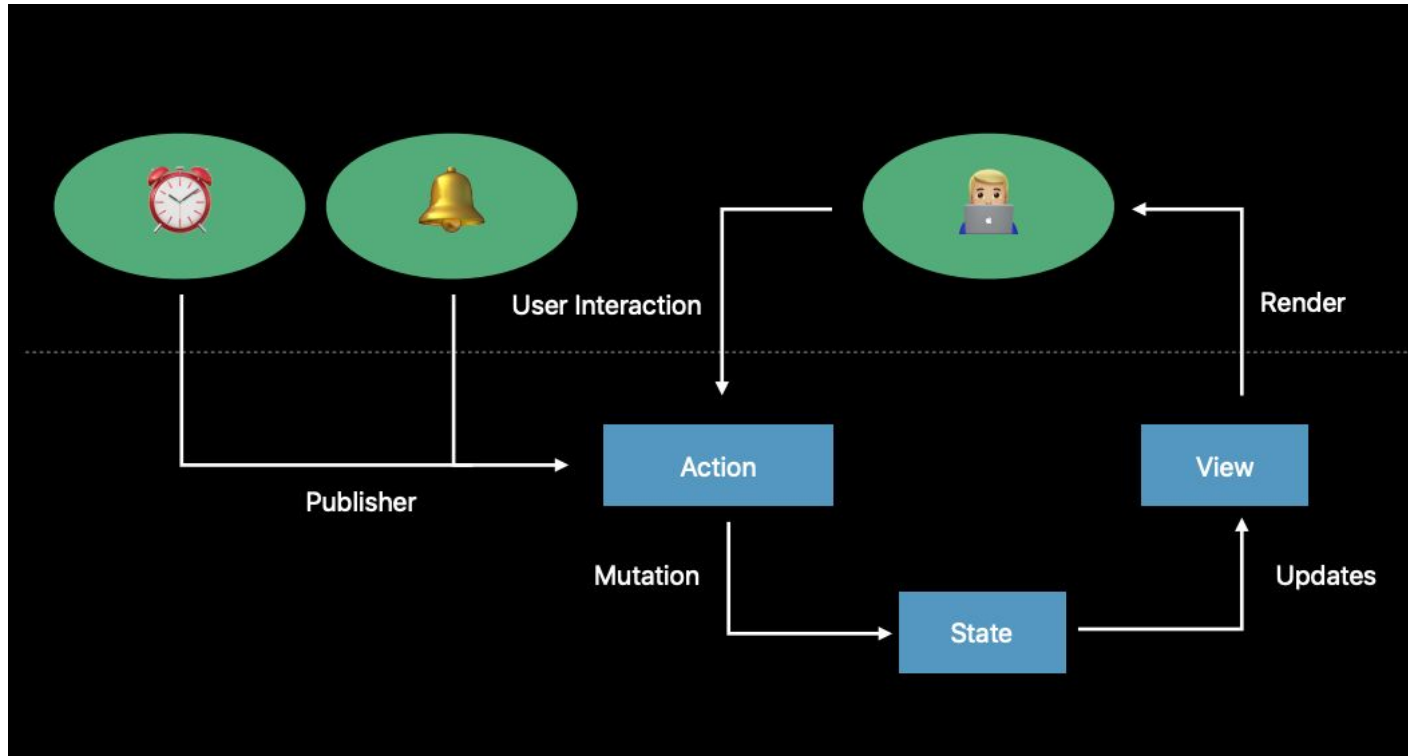 User Interaction
Render
Action
View
Publisher
Mutation
Updates
State